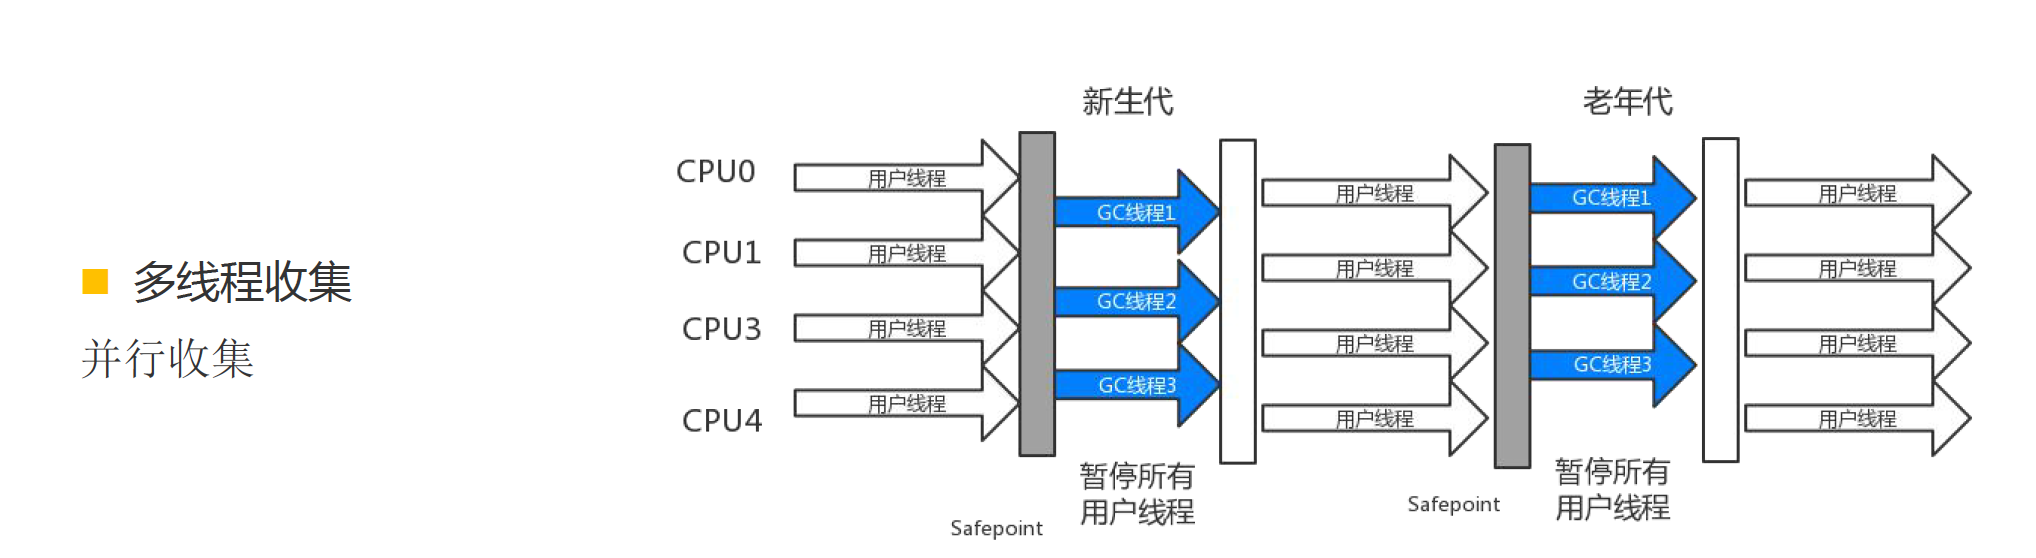 多线程收集
并行收集
新生代
老年代
CPU0
CPU1
CPU3
CPU4
用户线程
用户线程
用户线程
用户线程
GC线程1
GC线程2
GC线程3
用户线程
用户线程
用户线程
用户线程
GC线程1
GC线程2
GC线程3
用户线程
用户线程
用户线程
用户线程
Safepoint
暂停所有
用户线程
Safepoint
暂停所有
用户线程